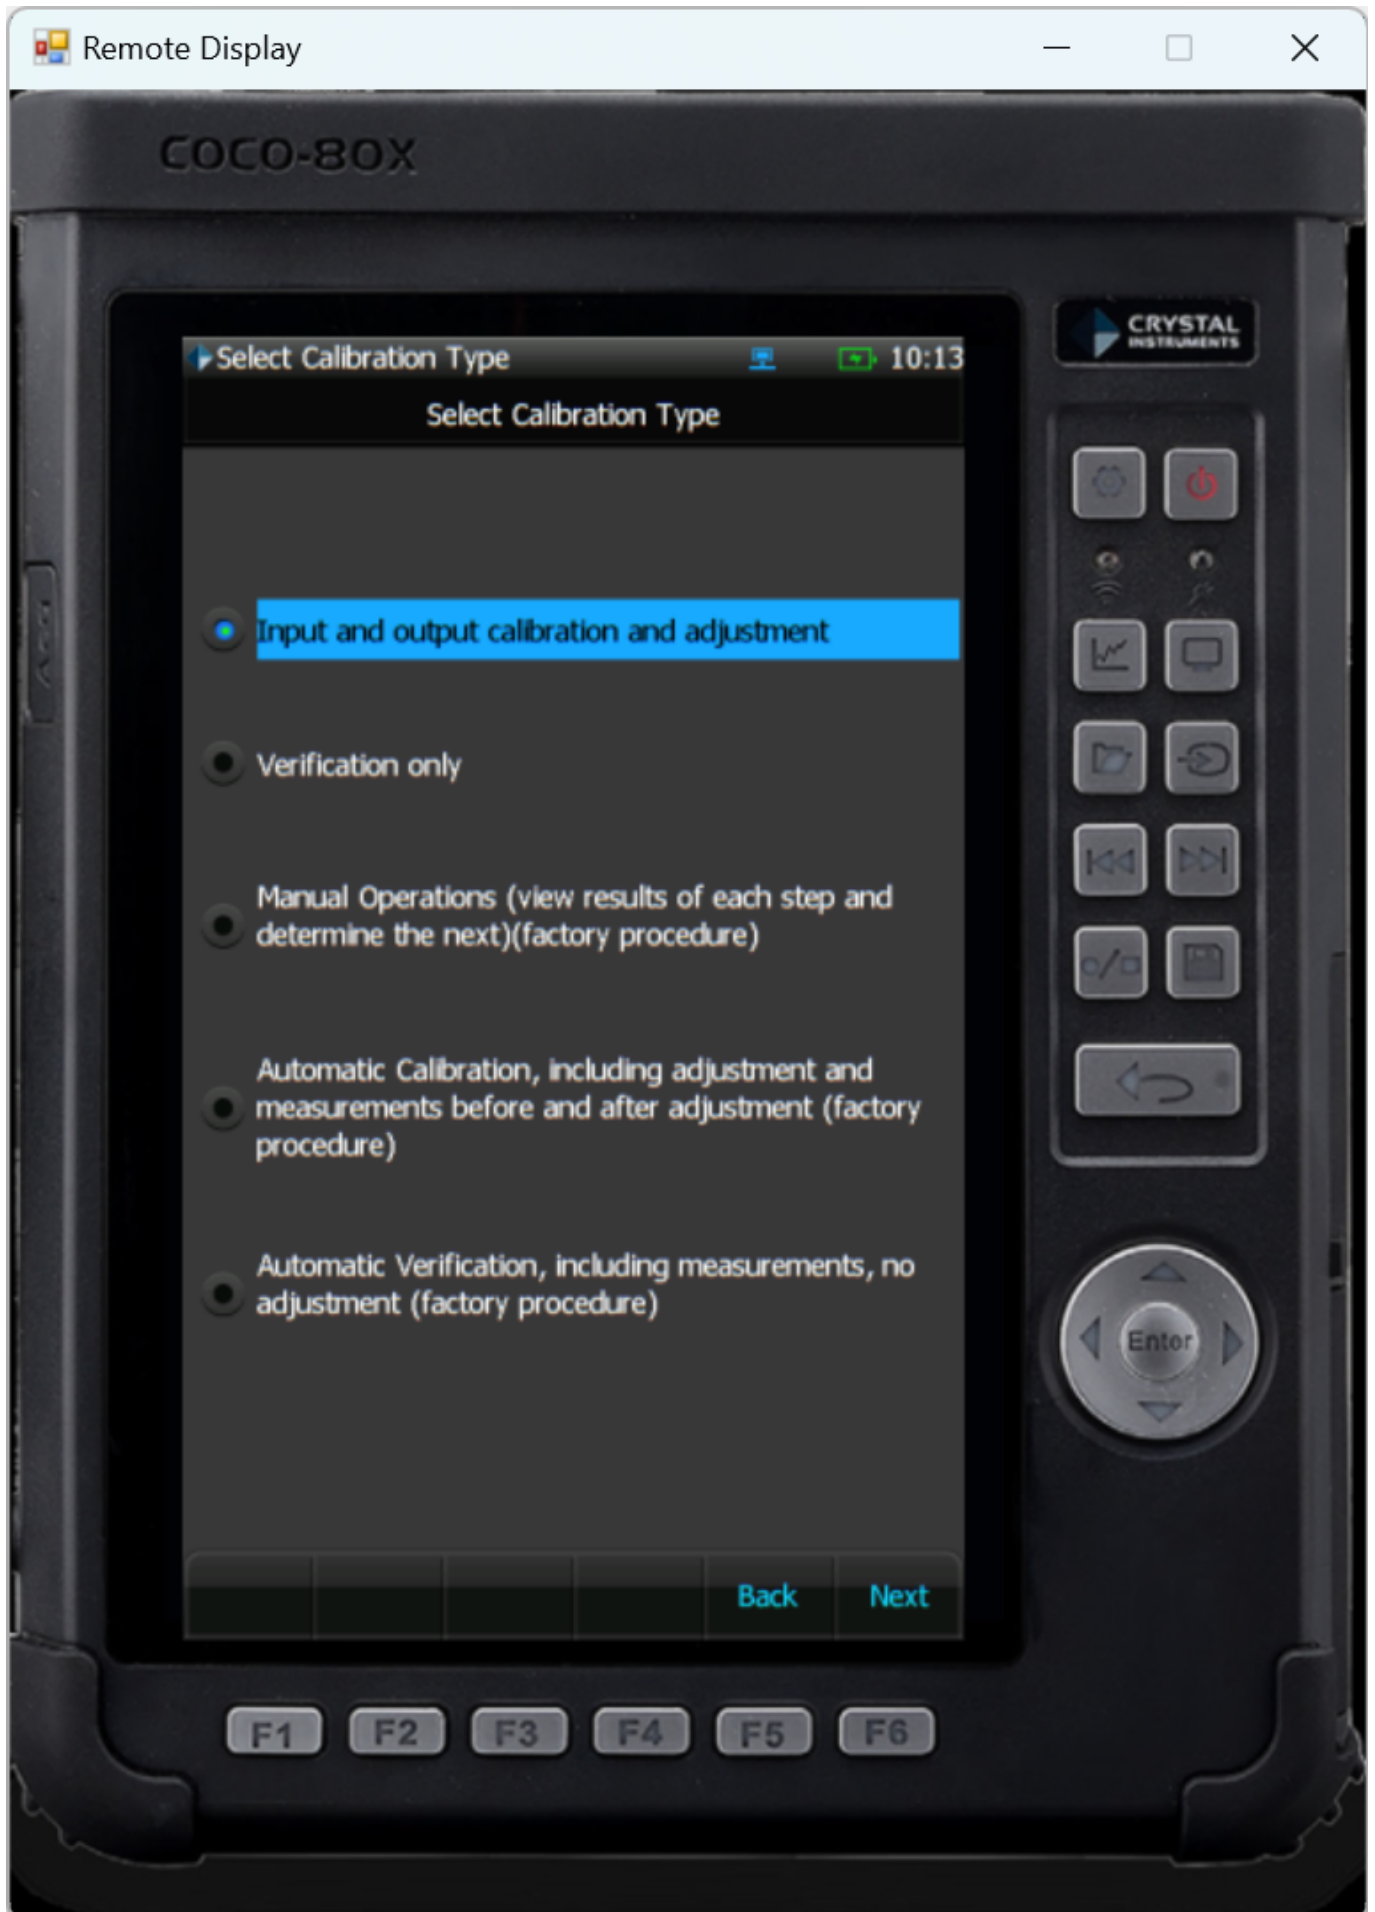 Remote Display
COCO-80X
CRYSTAL
INSTRUMENTS
Select Calibration Type
10:13
Select Calibration Type
Input and output calibration and adjustment
Verification only
Manual Operations (view results of each step and
determine the next)(factory procedure)
Automatic Calibration, including adjustment and
measurements before and after adjustment (factory
procedure)
Automatic Verification, including measurements, no
adjustment (factory procedure)
Enter
Back
Next
F1
F2
F3
F4
F5
F6